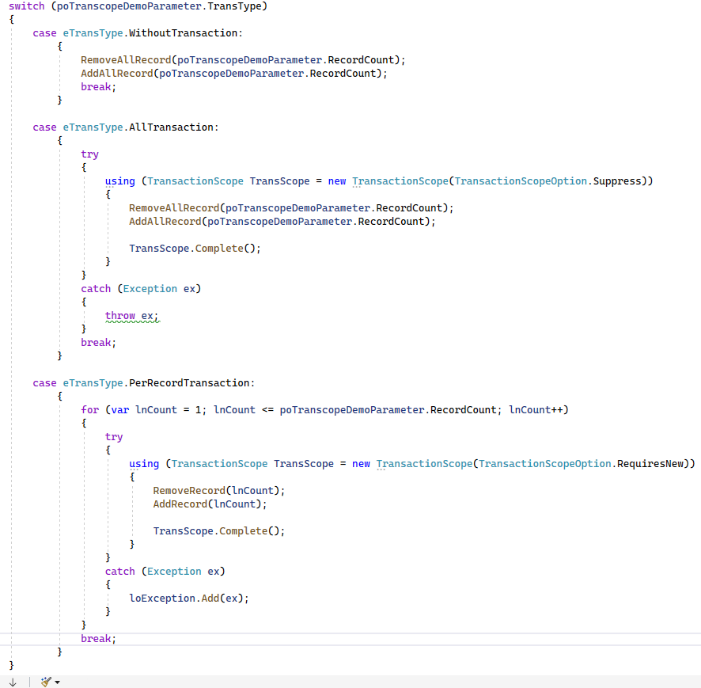 switch (poTranscopeDemoParameter.TransType)
{
    case eTransType.WithoutTransaction:
        {
            RemoveAllRecord(poTranscopeDemoParameter.RecordCount);
            AddAllRecord(poTranscopeDemoParameter.RecordCount);
            break;
        }

    case eTransType.AllTransaction:
        {
            try
            {
                using (TransactionScope TransScope = new TransactionScope(TransactionScopeOption.Suppress))
                {
                    RemoveAllRecord(poTranscopeDemoParameter.RecordCount);
                    AddAllRecord(poTranscopeDemoParameter.RecordCount);

                    TransScope.Complete();
                }
            }
            catch (Exception ex)
            {
                throw ex;
            }
            break;
        }

    case eTransType.PerRecordTransaction:
        {
            for (var lnCount = 1; lnCount <= poTranscopeDemoParameter.RecordCount; lnCount++)
            {
                try
                {
                    using (TransactionScope TransScope = new TransactionScope(TransactionScopeOption.RequiresNew))
                    {
                        RemoveRecord(lnCount);
                        AddRecord(lnCount);

                        TransScope.Complete();
                    }
                }
                catch (Exception ex)
                {
                    loException.Add(ex);
                }
            }
            break;
        }
}